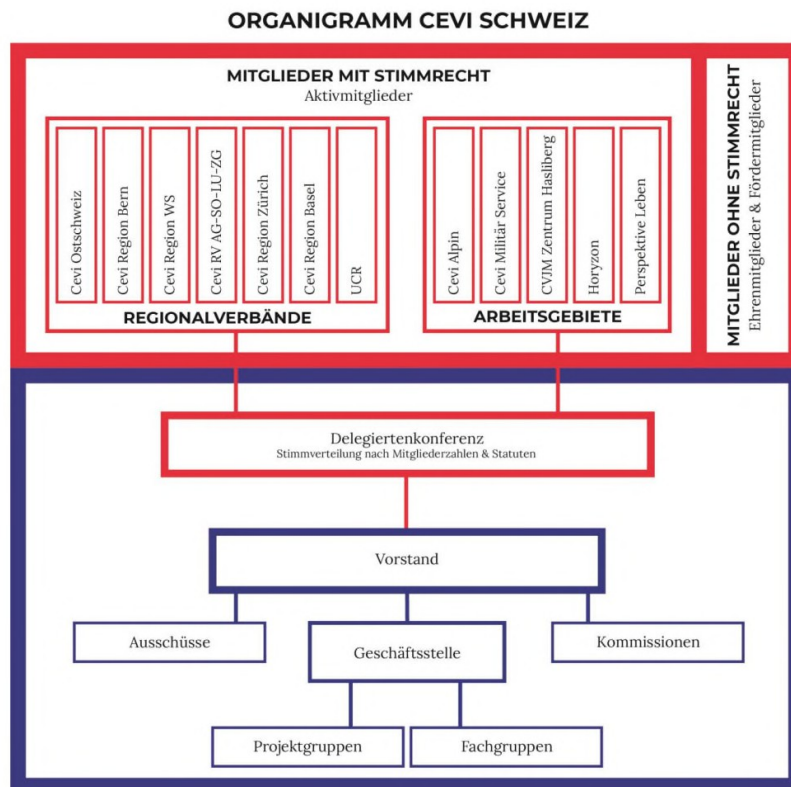 ORGANIGRAMM CEVI SCHWEIZ
MITGLIEDER MIT STIMMRECHT
Aktivmitglieder
Cevi Ostschweiz
Cevi Region Bern
Cevi Region WS
Cevi RV AG-SO-LU-ZG
Cevi Region Zürich
Cevi Region Basel
UCR
REGIONALVERBÄNDE
Cevi Alpin
Cevi Militär Service
CVJM Zentrum Hasliberg
Horyzon
Perspektive Leben
ARBEITSGEBIETE
MITGLIEDER OHNE STIMMRECHT
Ehrenmitglieder & Fördermitglieder
Delegiertenkonferenz
Stimmverteilung nach Mitgliederzahlen & Statuten
Vorstand
Ausschüsse
Geschäftsstelle
Kommissionen
Projektgruppen
Fachgruppen